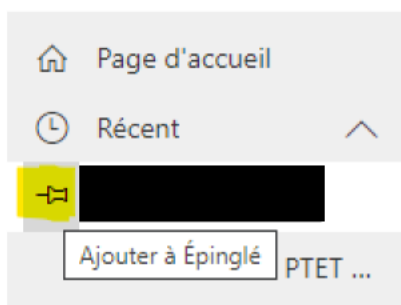 Page d'accueil
Récent
Ajouter à Épinglé
PTET ...